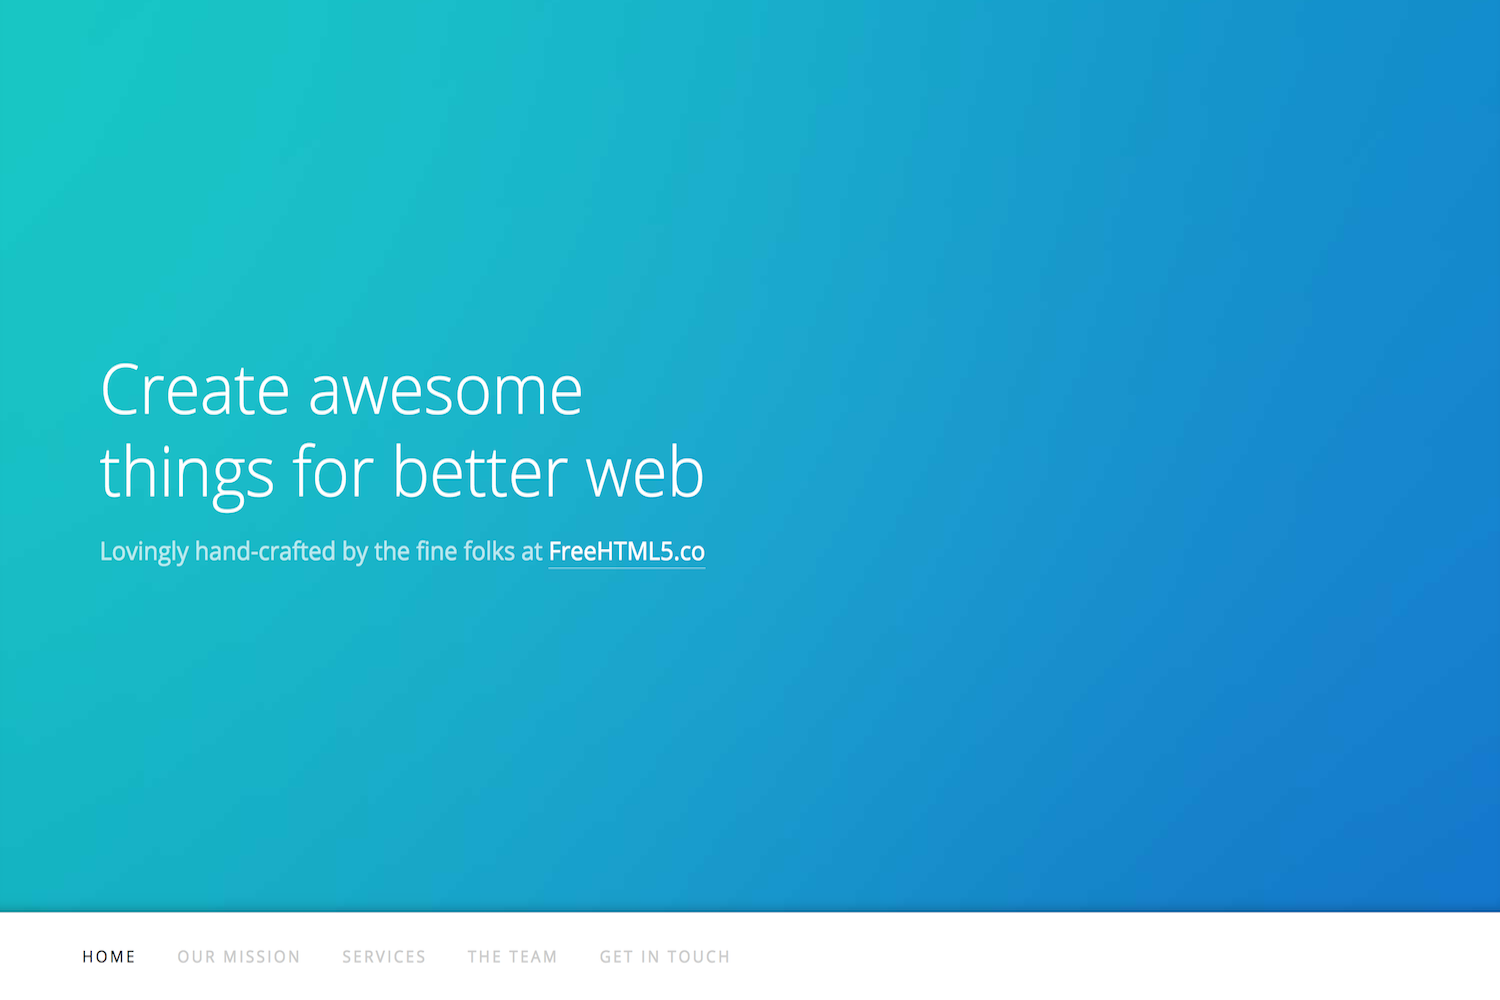 Create awesome
things for better web
Lovingly hand-crafted by the fine folks at FreeHTML5.co
HOME OUR MISSION SERVICES THE TEAM GET IN TOUCH